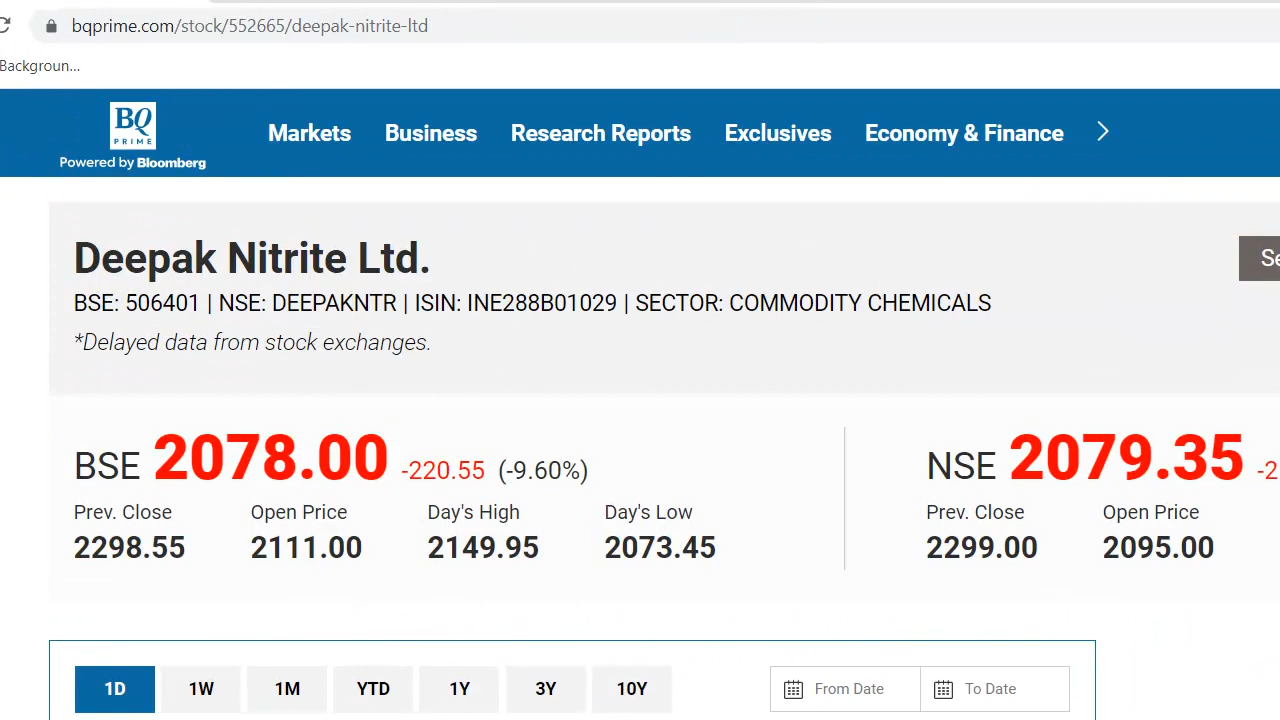 bqprime.com/stock/552665/deepak-nitrite-ltd
Backgroun...
BQ
PRIME
Powered by Bloomberg
Markets Business Research Reports Exclusives Economy & Finance
Deepak Nitrite Ltd.
BSE: 506401 | NSE: DEEPAKNTR | ISIN: INE288B01029 | SECTOR: COMMODITY CHEMICALS
*Delayed data from stock exchanges.
BSE 2078.00 -220.55 (-9.60%)
Prev. Close Open Price Day's High Day's Low
2298.55 2111.00 2149.95 2073.45
NSE 2079.35 -2
Prev. Close Open Price
2299.00 2095.00
1D 1W 1M YTD 1Y 3Y 10Y From Date To Date